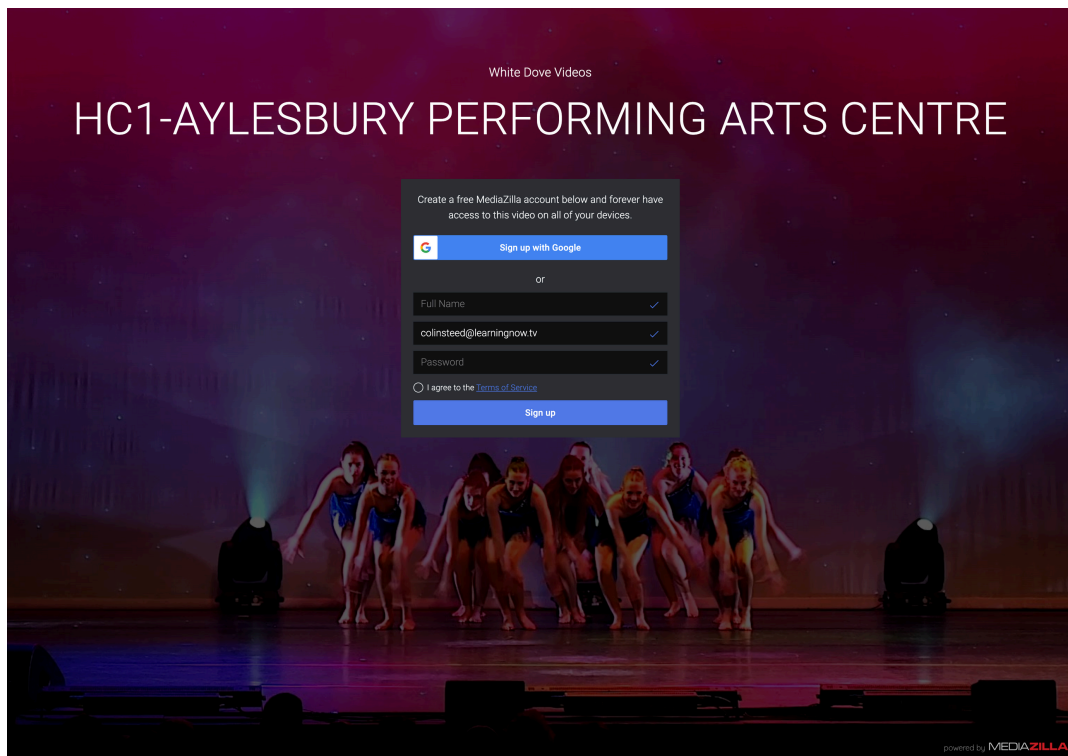 White Dove Videos
HC1-AYLESBURY PERFORMING ARTS CENTRE
Create a free MediaZilla account below and forever have
access to this video on all of your devices.
G Sign up with Google
or
Full Name
colinsteed@learningnow.tv
Password
I agree to the Terms of Service
Sign up
powered by MEDIAZILLA